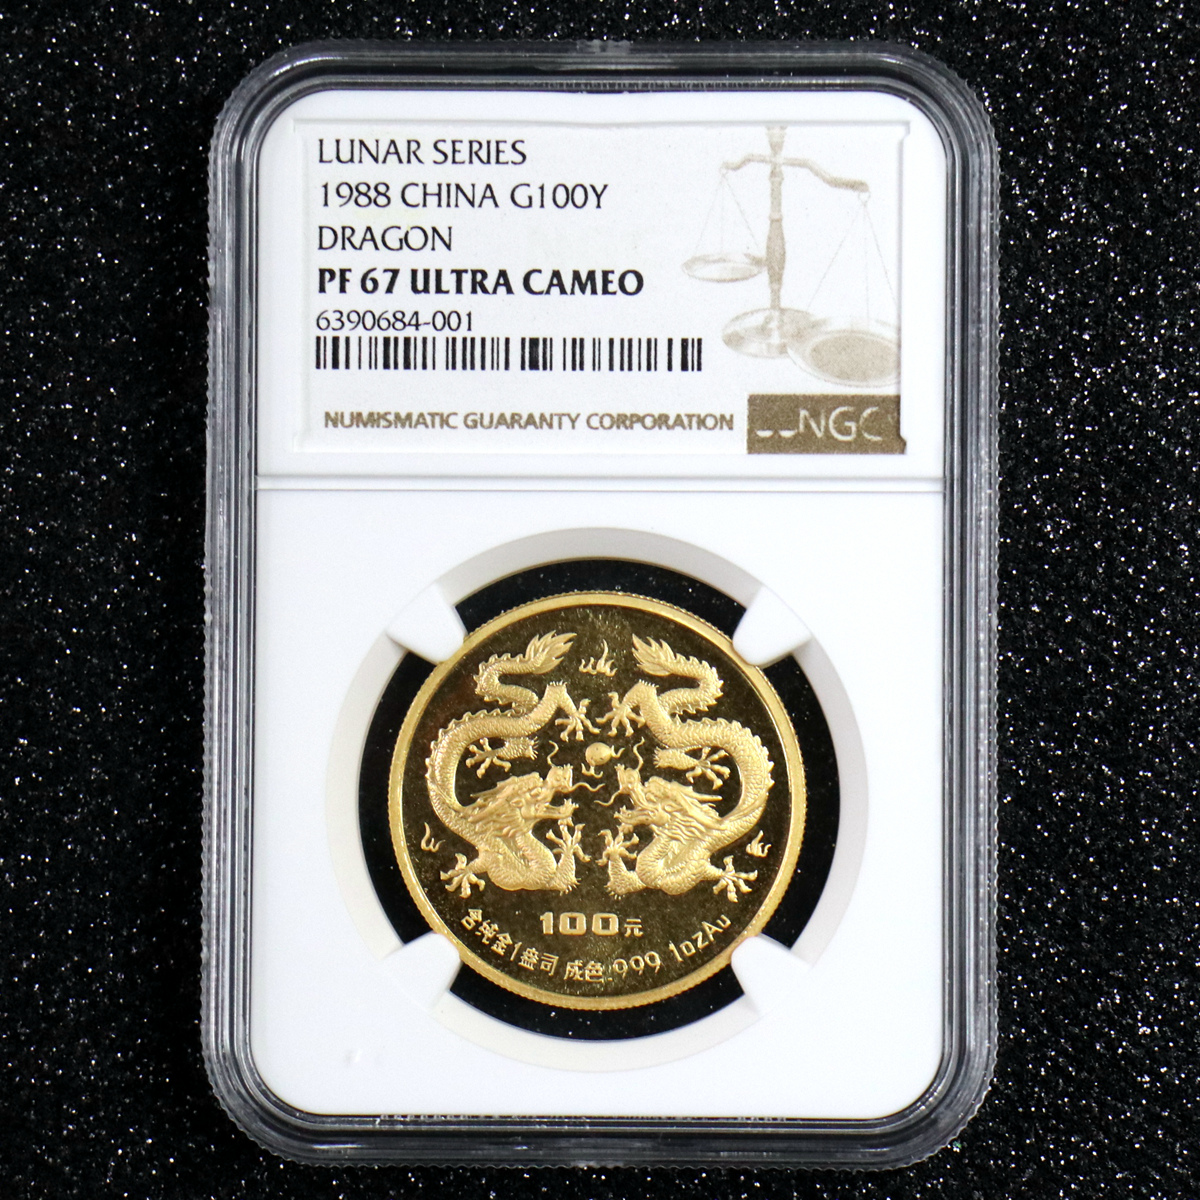 LUNAR SERIES
1988 CHINA G100Y
DRAGON
PF 67 ULTRA CAMEO
6390684-001
NUMISMATIC GUARANTY CORPORATION
NGC
100元
含纯金1盎司 成色 999 1ozAu